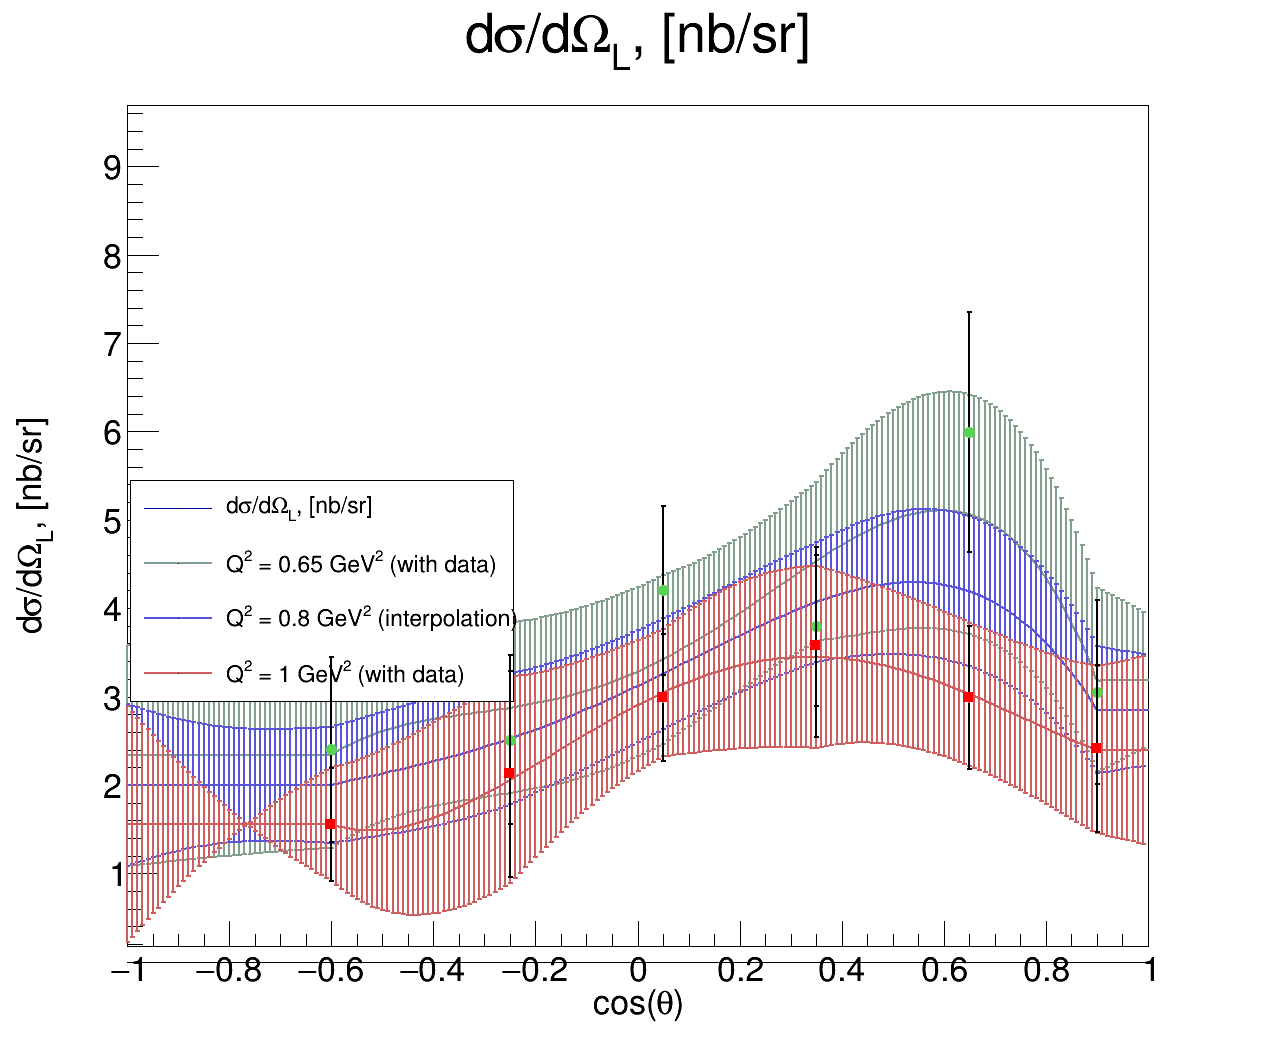 dσ/dΩL, [nb/sr]
dσ/dΩL, [nb/sr]
9
8
7
6
5
4
3
2
1
dσ/dΩL, [nb/sr]
Q2 = 0.65 GeV2 (with data)
Q2 = 0.8 GeV2 (interpolation)
Q2 = 1 GeV2 (with data)
−1 −0.8 −0.6 −0.4 −0.2 0 0.2 0.4 0.6 0.8 1
cos(θ)